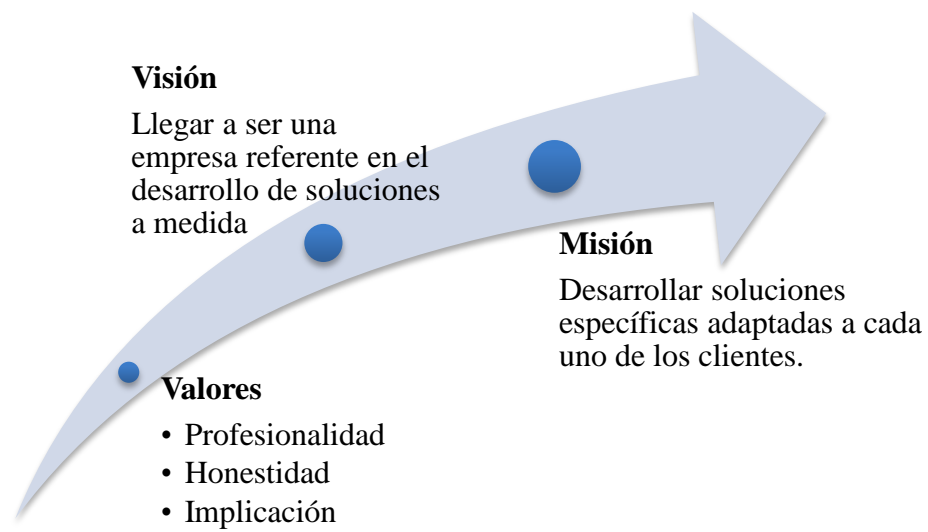 Visión
Llegar a ser una
empresa referente en el
desarrollo de soluciones
a medida
Misión
Desarrollar soluciones
específicas adaptadas a cada
uno de los clientes.
Valores
• Profesionalidad
• Honestidad
• Implicación